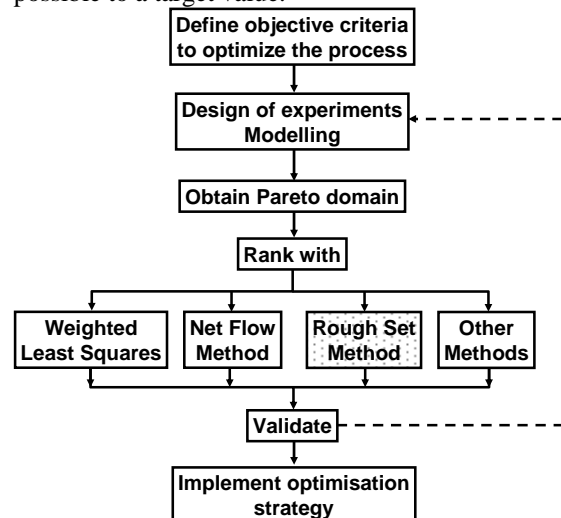 possible to a target value.
Define objective criteria
to optimize the process
Design of experiments
Modelling
Obtain Pareto domain
Rank with
Weighted
Least Squares
Net Flow
Method
Rough Set
Method
Other
Methods
Validate
Implement optimisation
strategy